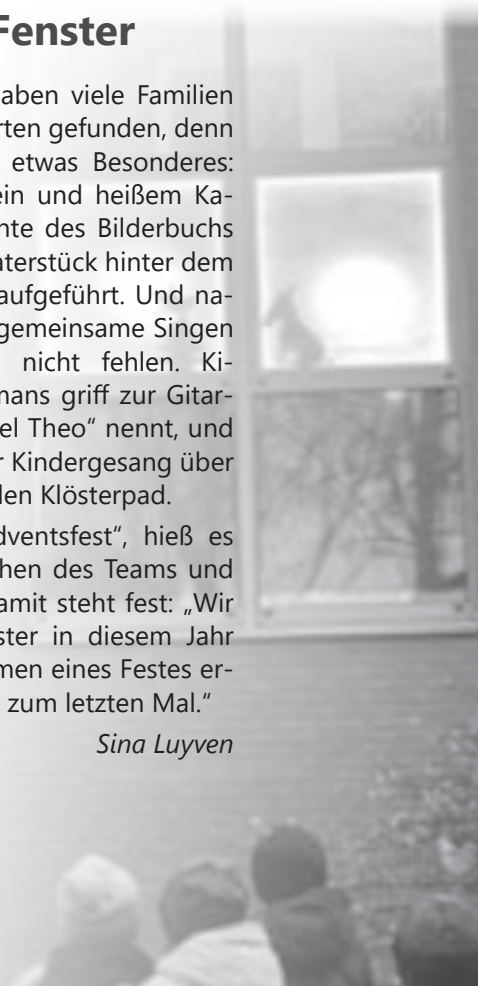 Fenster
aben viele Familien
rten gefunden, denn
etwas Besonderes:
ein und heißem Ka-
nte des Bilderbuchs
aterstück hinter dem
aufgeführt. Und na-
gemeinsame Singen
nicht fehlen. Ki-
mans griff zur Gitar-
el Theo“ nennt, und
r Kindergesang über
den Klösterpad.
dventsfest“, hieß es
chen des Teams und
amit steht fest: „Wir
ster in diesem Jahr
men eines Festes er-
zum letzten Mal.“
Sina Luyven